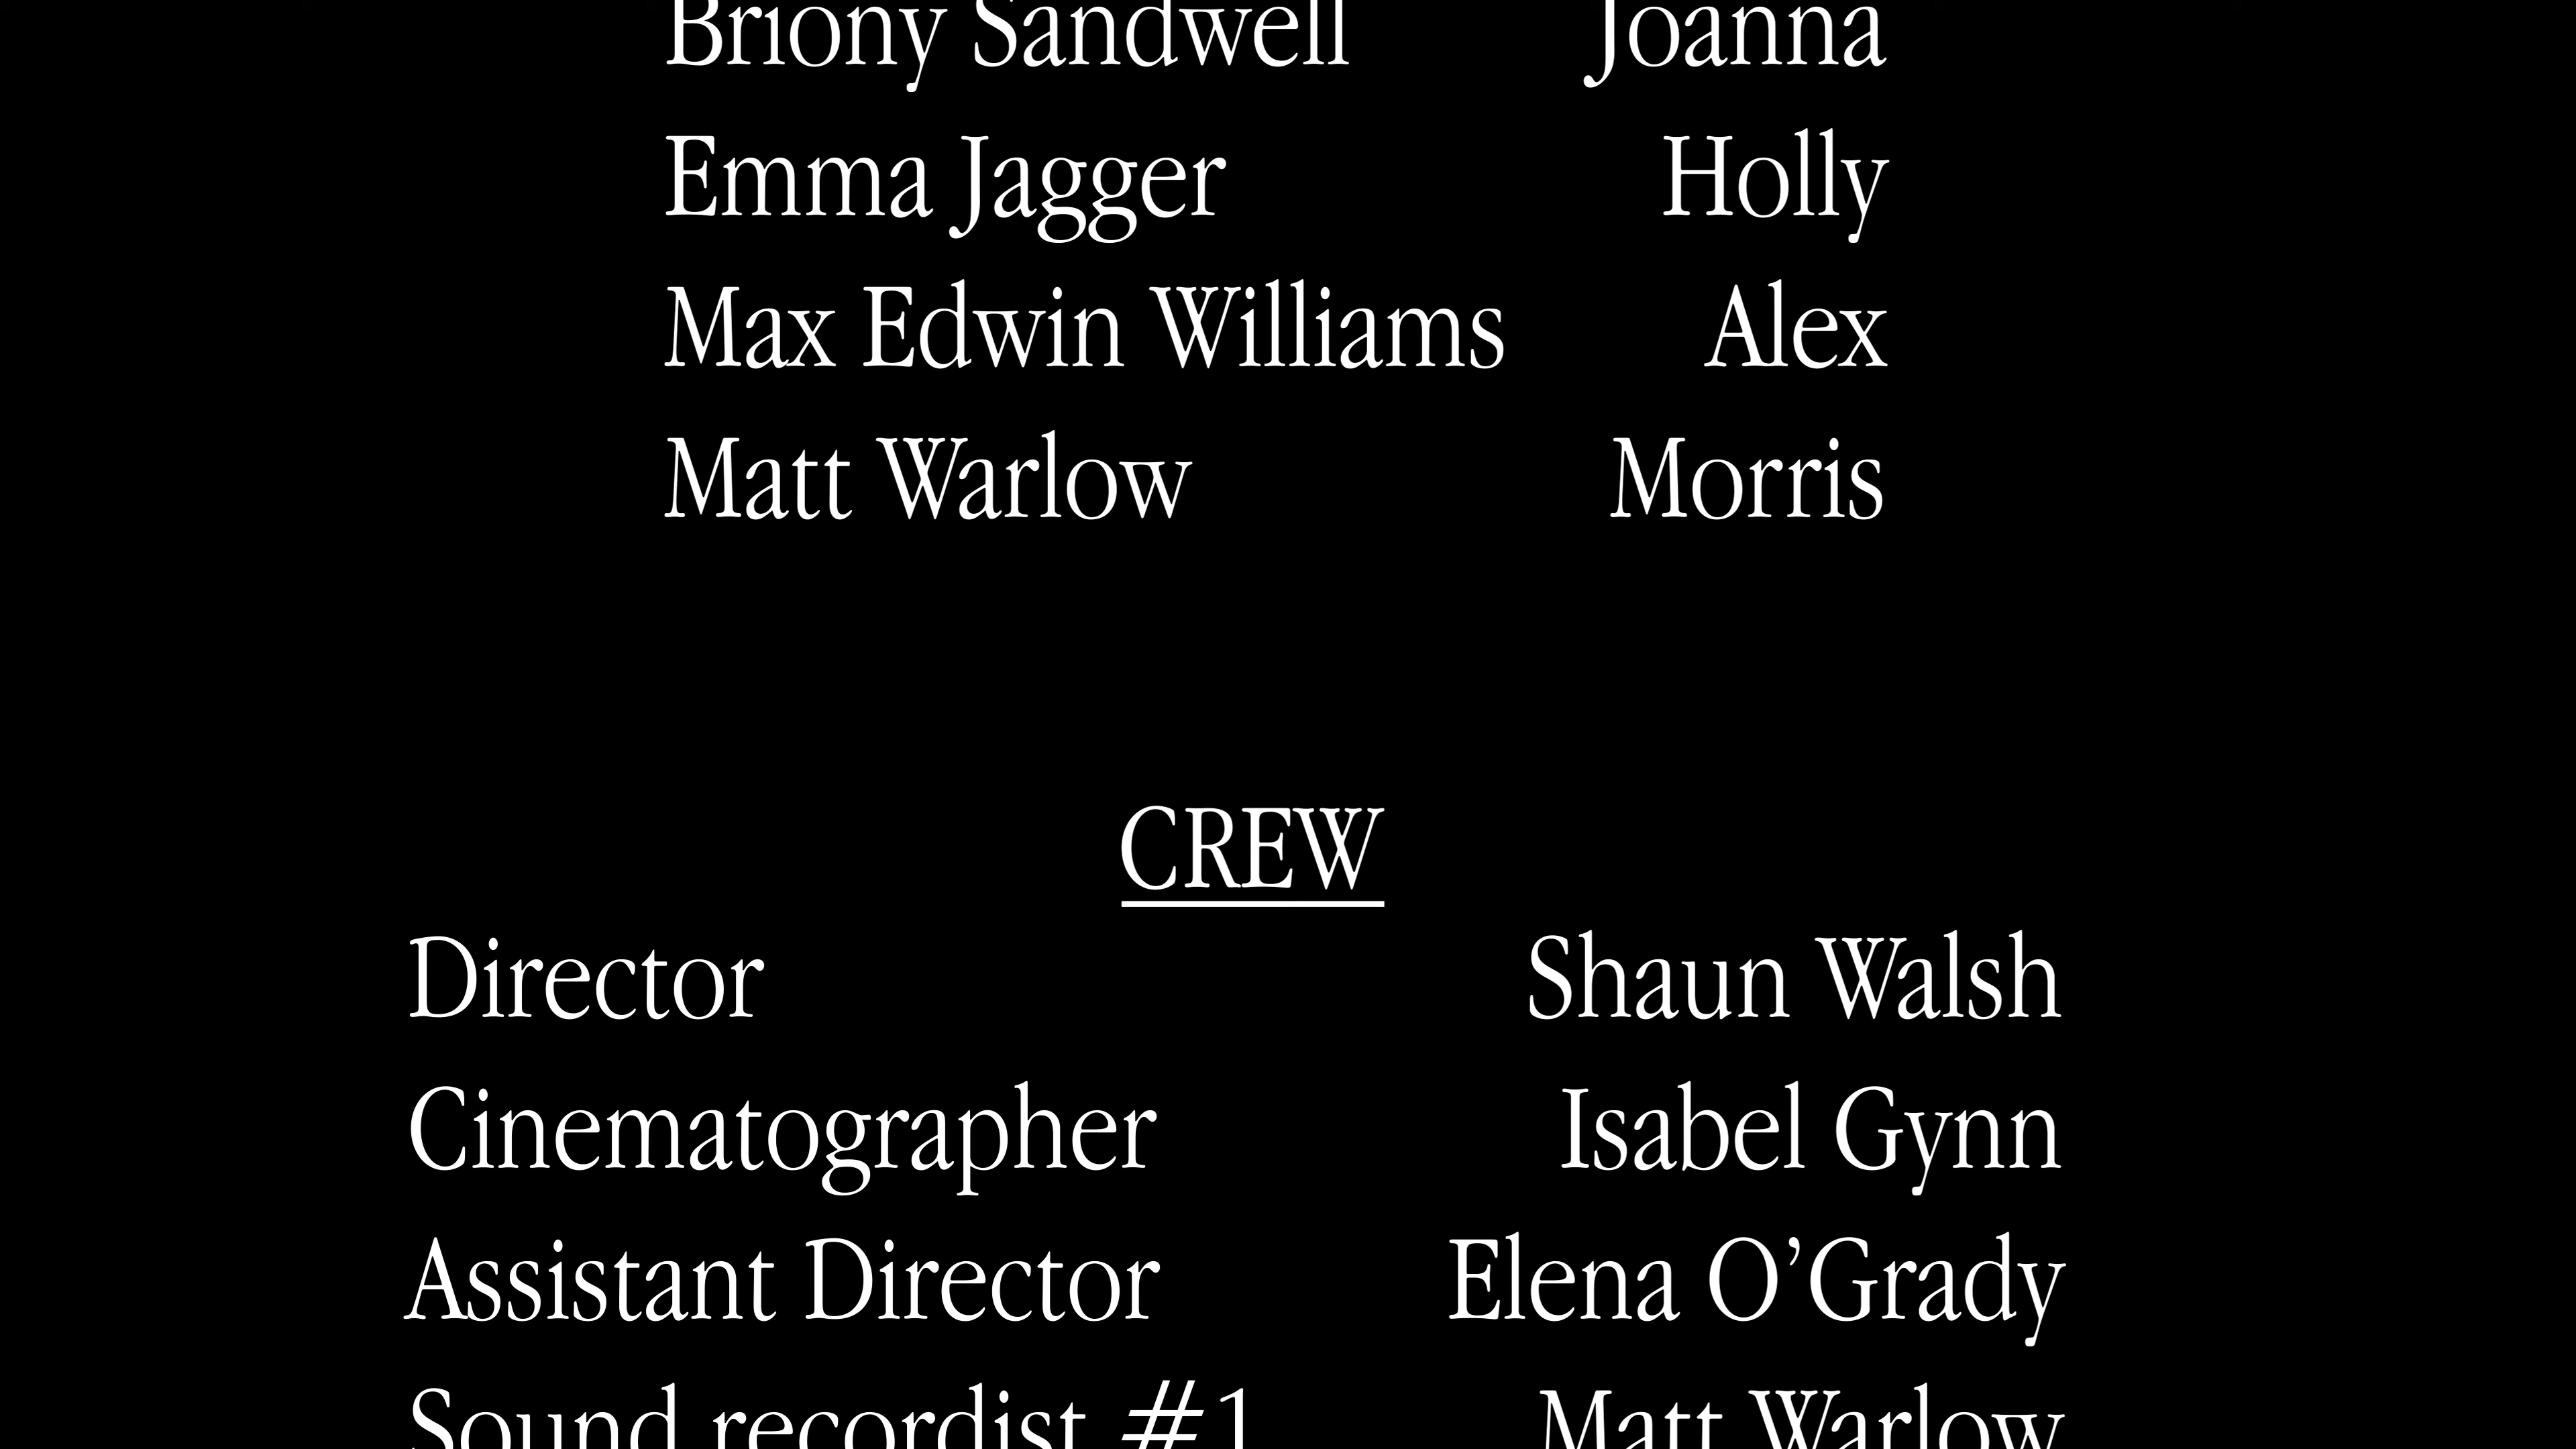 Briony Sandwell Joanna
Emma Jagger Holly
Max Edwin Williams Alex
Matt Warlow Morris
CREW
Director Shaun Walsh
Cinematographer Isabel Gynn
Assistant Director Elena O’Grady
Sound recordist #1 Matt Warlow